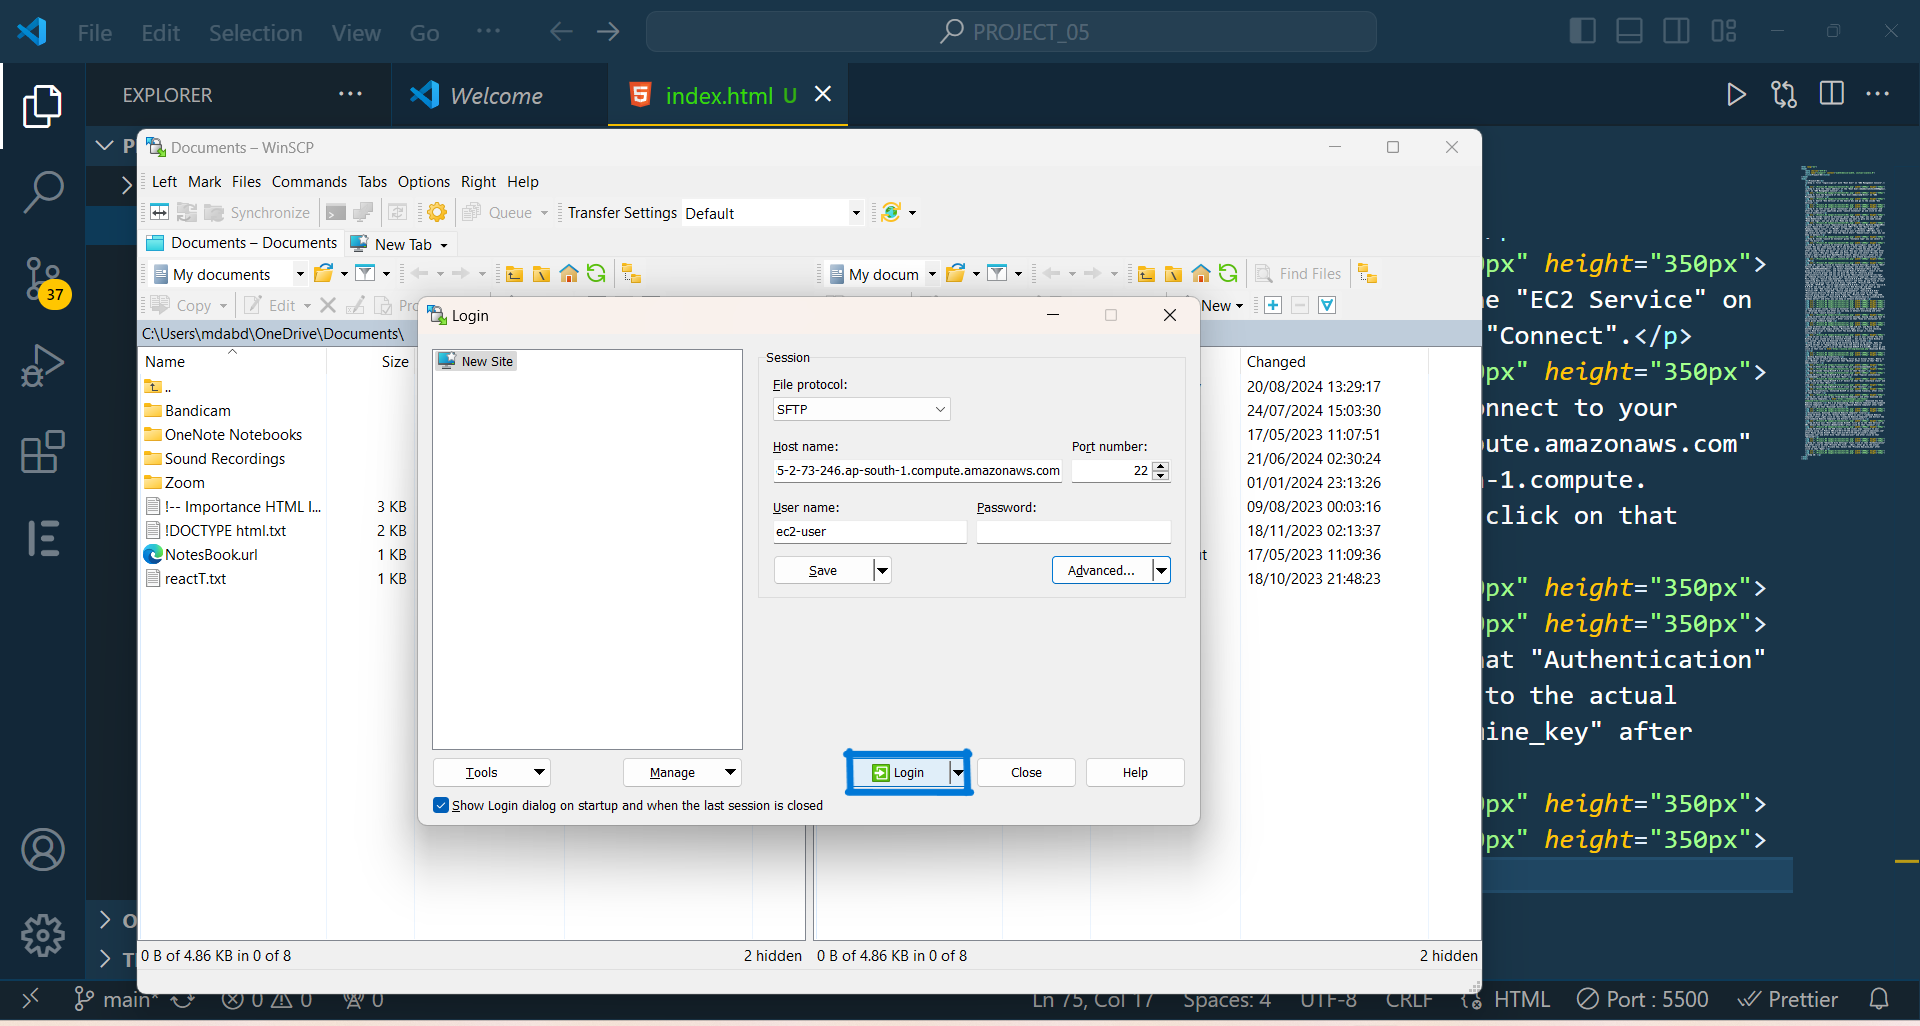 File Edit Selection View Go ··· PROJECT_05
EXPLORER ··· Welcome index.html U
Documents – WinSCP
Left Mark Files Commands Tabs Options Right Help
Synchronize Queue Transfer Settings Default
Documents – Documents New Tab
My documents My docum Find Files
Copy Edit New
C:\Users\mdabd\OneDrive\Documents\
Name Size Changed
..
Bandicam
OneNote Notebooks
Sound Recordings
Zoom
!-- Importance HTML I... 3 KB
!DOCTYPE html.txt 2 KB
NotesBook.url 1 KB
reactT.txt 1 KB
20/08/2024 13:29:17
24/07/2024 15:03:30
17/05/2023 11:07:51
21/06/2024 02:30:24
01/01/2024 23:13:26
09/08/2023 00:03:16
18/11/2023 02:13:37
17/05/2023 11:09:36
18/10/2023 21:48:23
Login
New Site
Session
File protocol:
SFTP
Host name: Port number:
5-2-73-246.ap-south-1.compute.amazonaws.com 22
User name: Password:
ec2-user
Save Advanced...
Tools Manage Login Close Help
Show Login dialog on startup and when the last session is closed
px" height="350px">
e "EC2 Service" on
"Connect".</p>
px" height="350px">
nnect to your
ute.amazonaws.com"
-1.compute.
click on that
px" height="350px">
px" height="350px">
at "Authentication"
to the actual
ine_key" after
px" height="350px">
px" height="350px">
37
0 B of 4.86 KB in 0 of 8 2 hidden 0 B of 4.86 KB in 0 of 8 2 hidden
main* 0 0 0 Ln 75, Col 17 Spaces: 4 UTF-8 CRLF HTML Port : 5500 Prettier